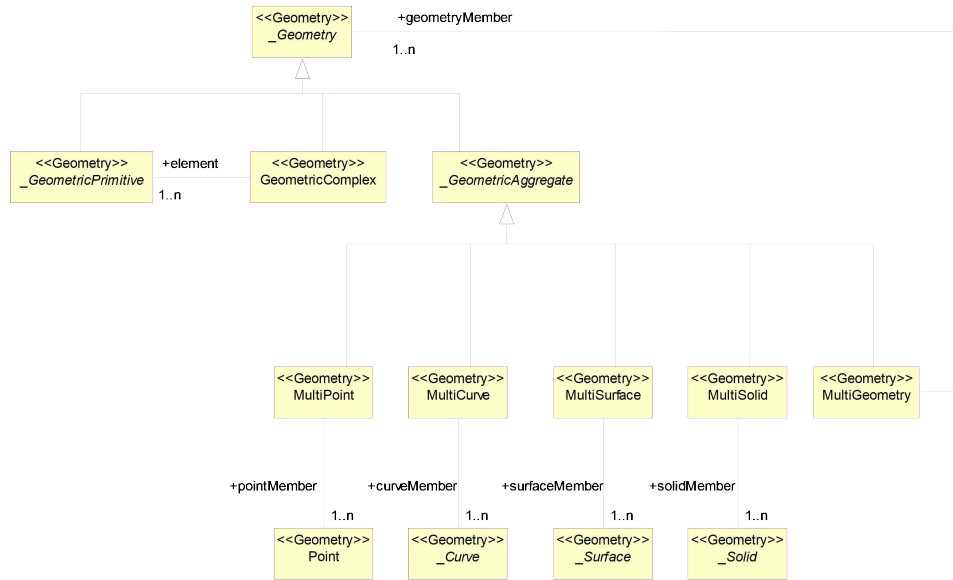 <<Geometry>>
_Geometry
+geometryMember
1..n
<<Geometry>>
_GeometricPrimitive
+element
1..n
<<Geometry>>
GeometricComplex
<<Geometry>>
_GeometricAggregate
<<Geometry>>
MultiPoint
<<Geometry>>
MultiCurve
<<Geometry>>
MultiSurface
<<Geometry>>
MultiSolid
<<Geometry>>
MultiGeometry
+pointMember
1..n
+curveMember
1..n
+surfaceMember
1..n
+solidMember
1..n
<<Geometry>>
Point
<<Geometry>>
_Curve
<<Geometry>>
_Surface
<<Geometry>>
_Solid